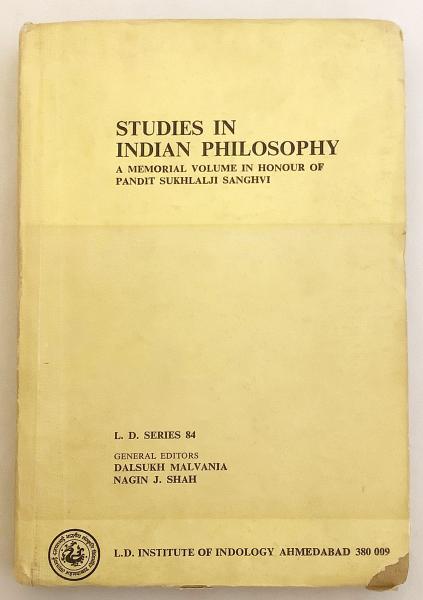 STUDIES IN
INDIAN PHILOSOPHY
A MEMORIAL VOLUME IN HONOUR OF
PANDIT SUKHLALJI SANGHVI
L. D. SERIES 84
GENERAL EDITORS
DALSUKH MALVANIA
NAGIN J. SHAH
L.D. INSTITUTE OF INDOLOGY AHMEDABAD 380 009